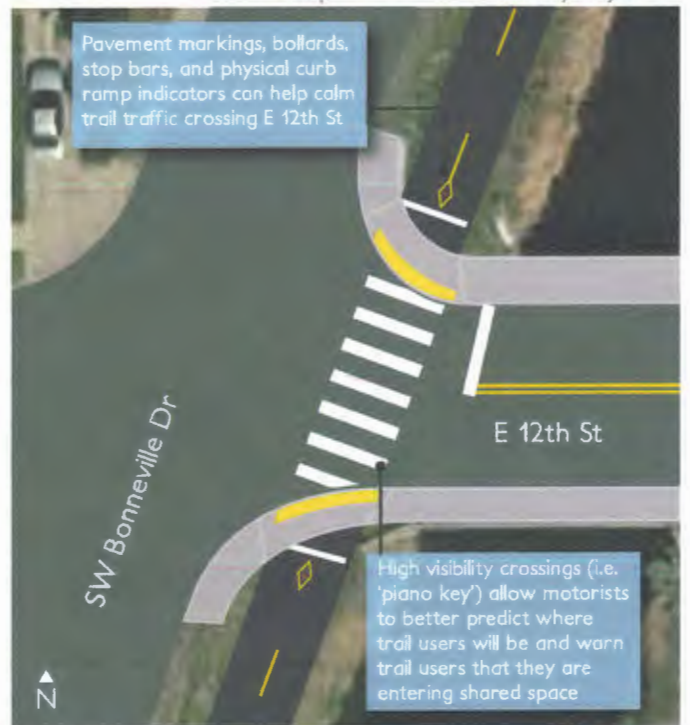 Pavement markings, bollards,
stop bars, and physical curb
ramp indicators can help calm
trail traffic crossing E 12th St
E 12th St
SW Bonneville Dr
High visibility crossings (i.e.
'piano key') allow motorists
to better predict where
trail users will be and warn
trail users that they are
entering shared space
N